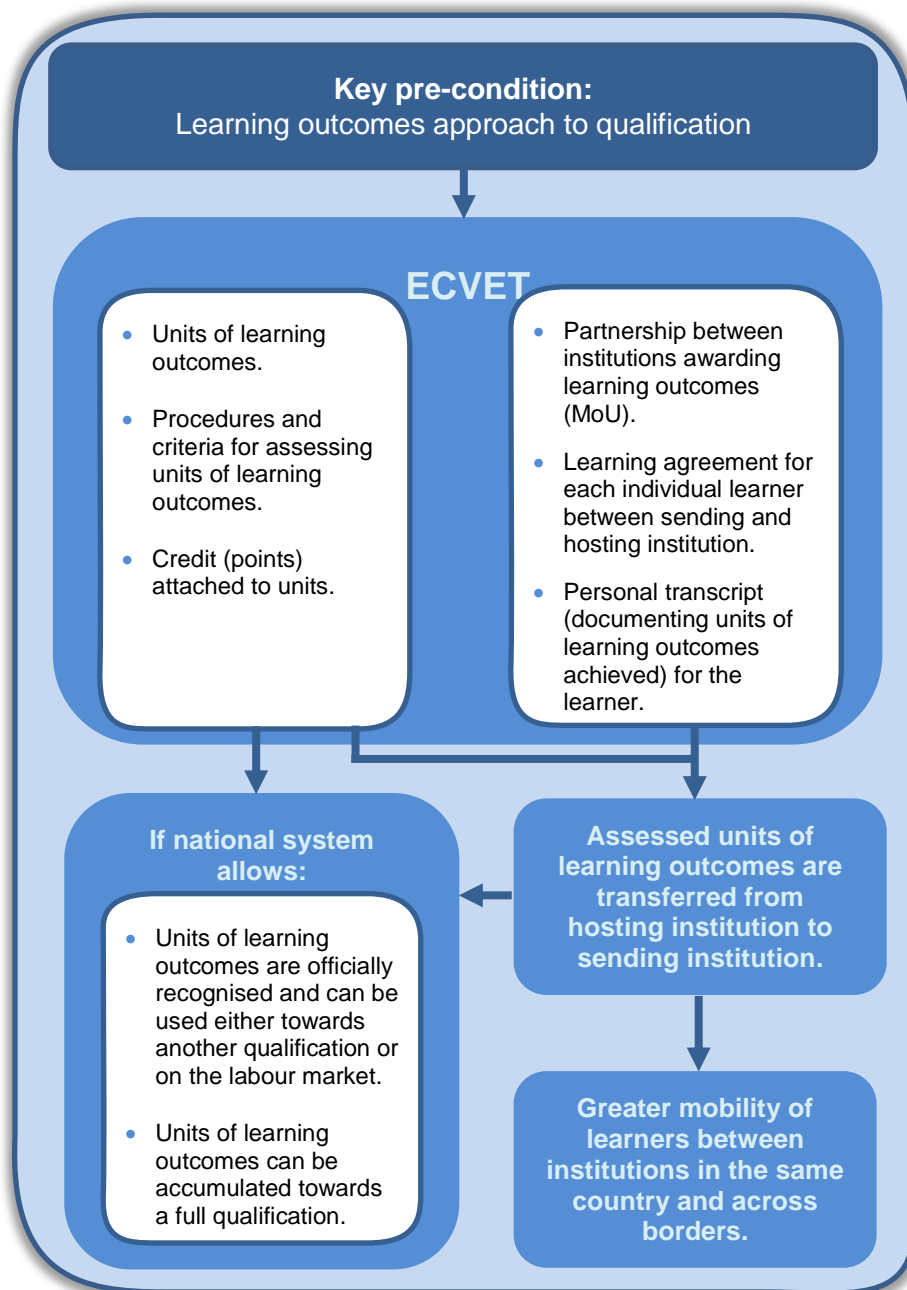 Key pre-condition:
Learning outcomes approach to qualification
ECVET
• Units of learning
outcomes.
• Procedures and
criteria for assessing
units of learning
outcomes.
• Credit (points)
attached to units.
• Partnership between
institutions awarding
learning outcomes
(MoU).
• Learning agreement for
each individual learner
between sending and
hosting institution.
• Personal transcript
(documenting units of
learning outcomes
achieved) for the
learner.
If national system
allows:
• Units of learning
outcomes are officially
recognised and can be
used either towards
another qualification or
on the labour market.
• Units of learning
outcomes can be
accumulated towards
a full qualification.
Assessed units of
learning outcomes are
transferred from
hosting institution to
sending institution.
Greater mobility of
learners between
institutions in the same
country and across
borders.